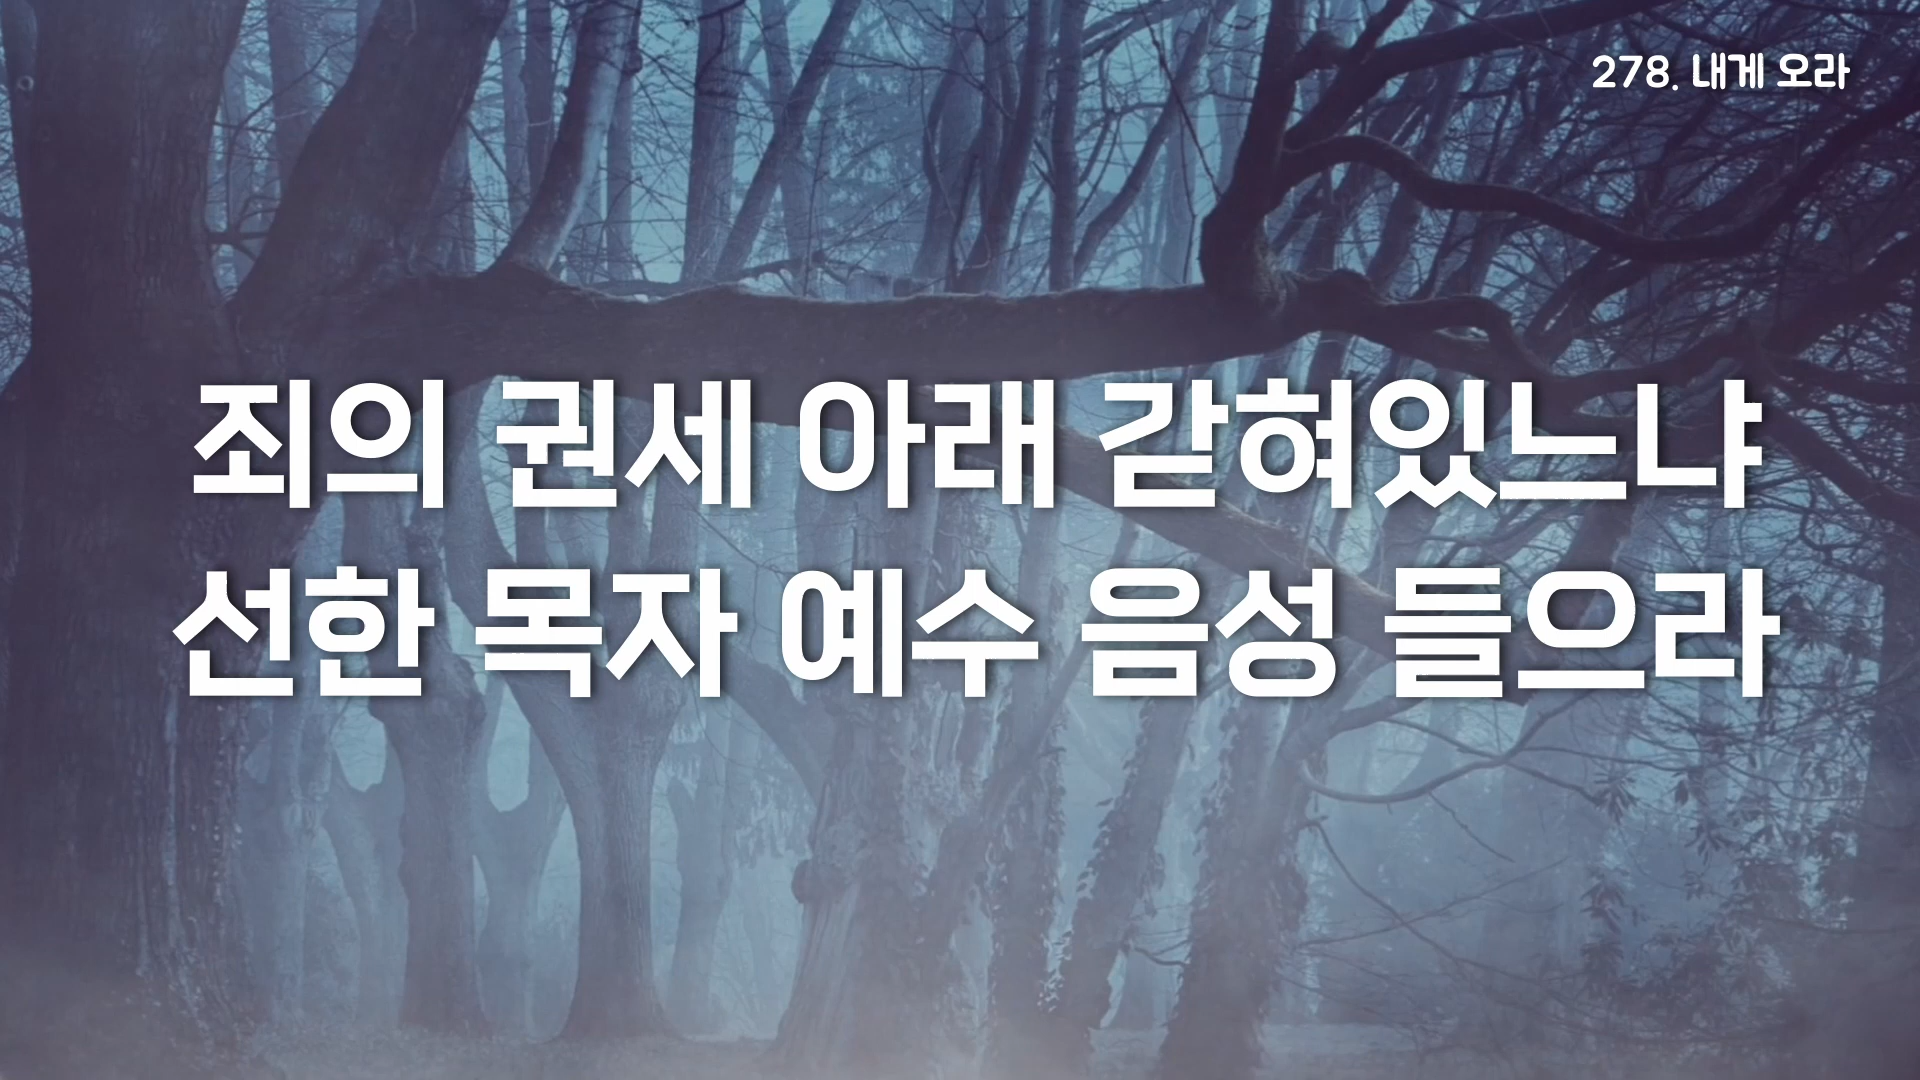 278. 내게 오라
죄의 권세 아래 갇혀있느냐
선한 목자 예수 음성 들으라